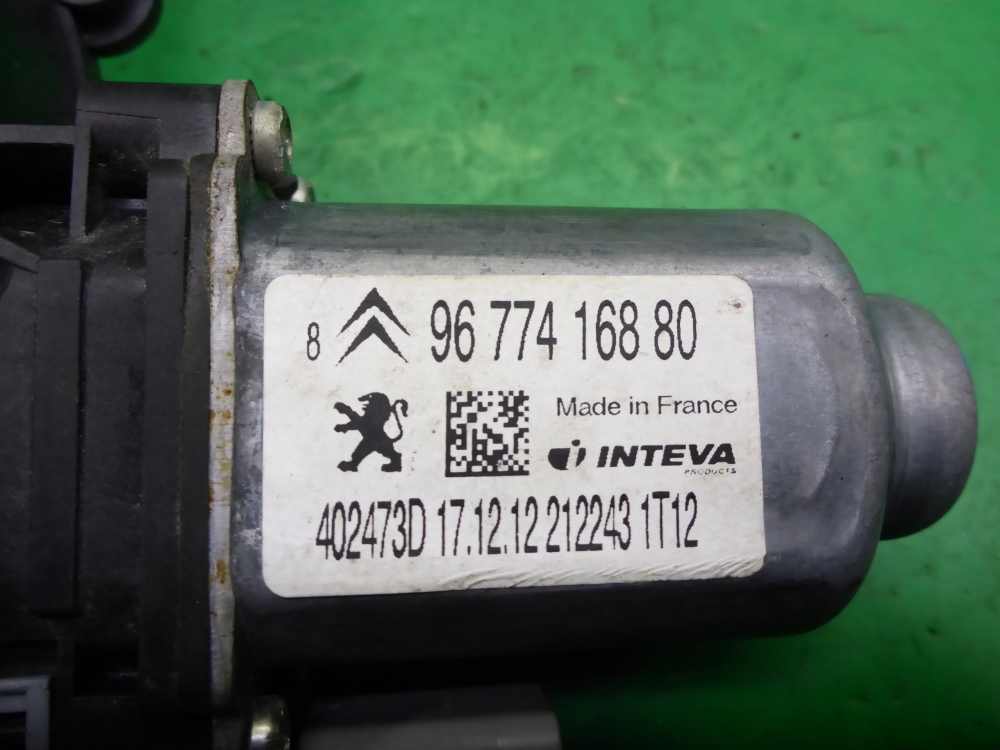 8 96 774 168 80
Made in France
INTEVA
PRODUCTS
402473D 17.12.12 212243 1T12